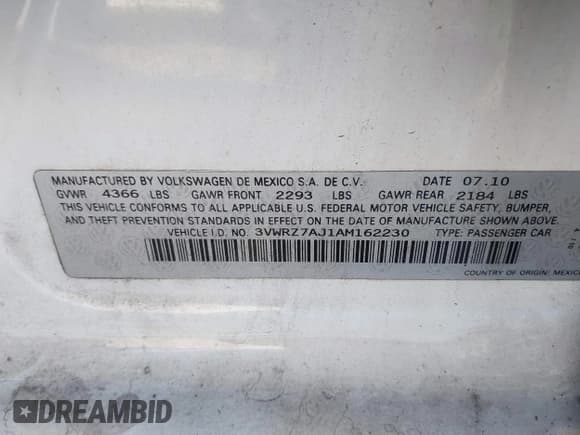 MANUFACTURED BY VOLKSWAGEN DE MEXICO S.A. DE C.V. DATE 07.10
GVWR 4366 LBS GAWR FRONT 2293 LBS GAWR REAR 2184 LBS
THIS VEHICLE CONFORMS TO ALL APPLICABLE U.S. FEDERAL MOTOR VEHICLE SAFETY, BUMPER,
AND THEFT PREVENTION STANDARDS IN EFFECT ON THE DATE OF MANUFACTURE SHOWN ABOVE.
VEHICLE I.D. NO. 3VWRZ7AJ1AM162230 TYPE: PASSENGER CAR
COUNTRY OF ORIGIN: MEXICO
DREAMBID